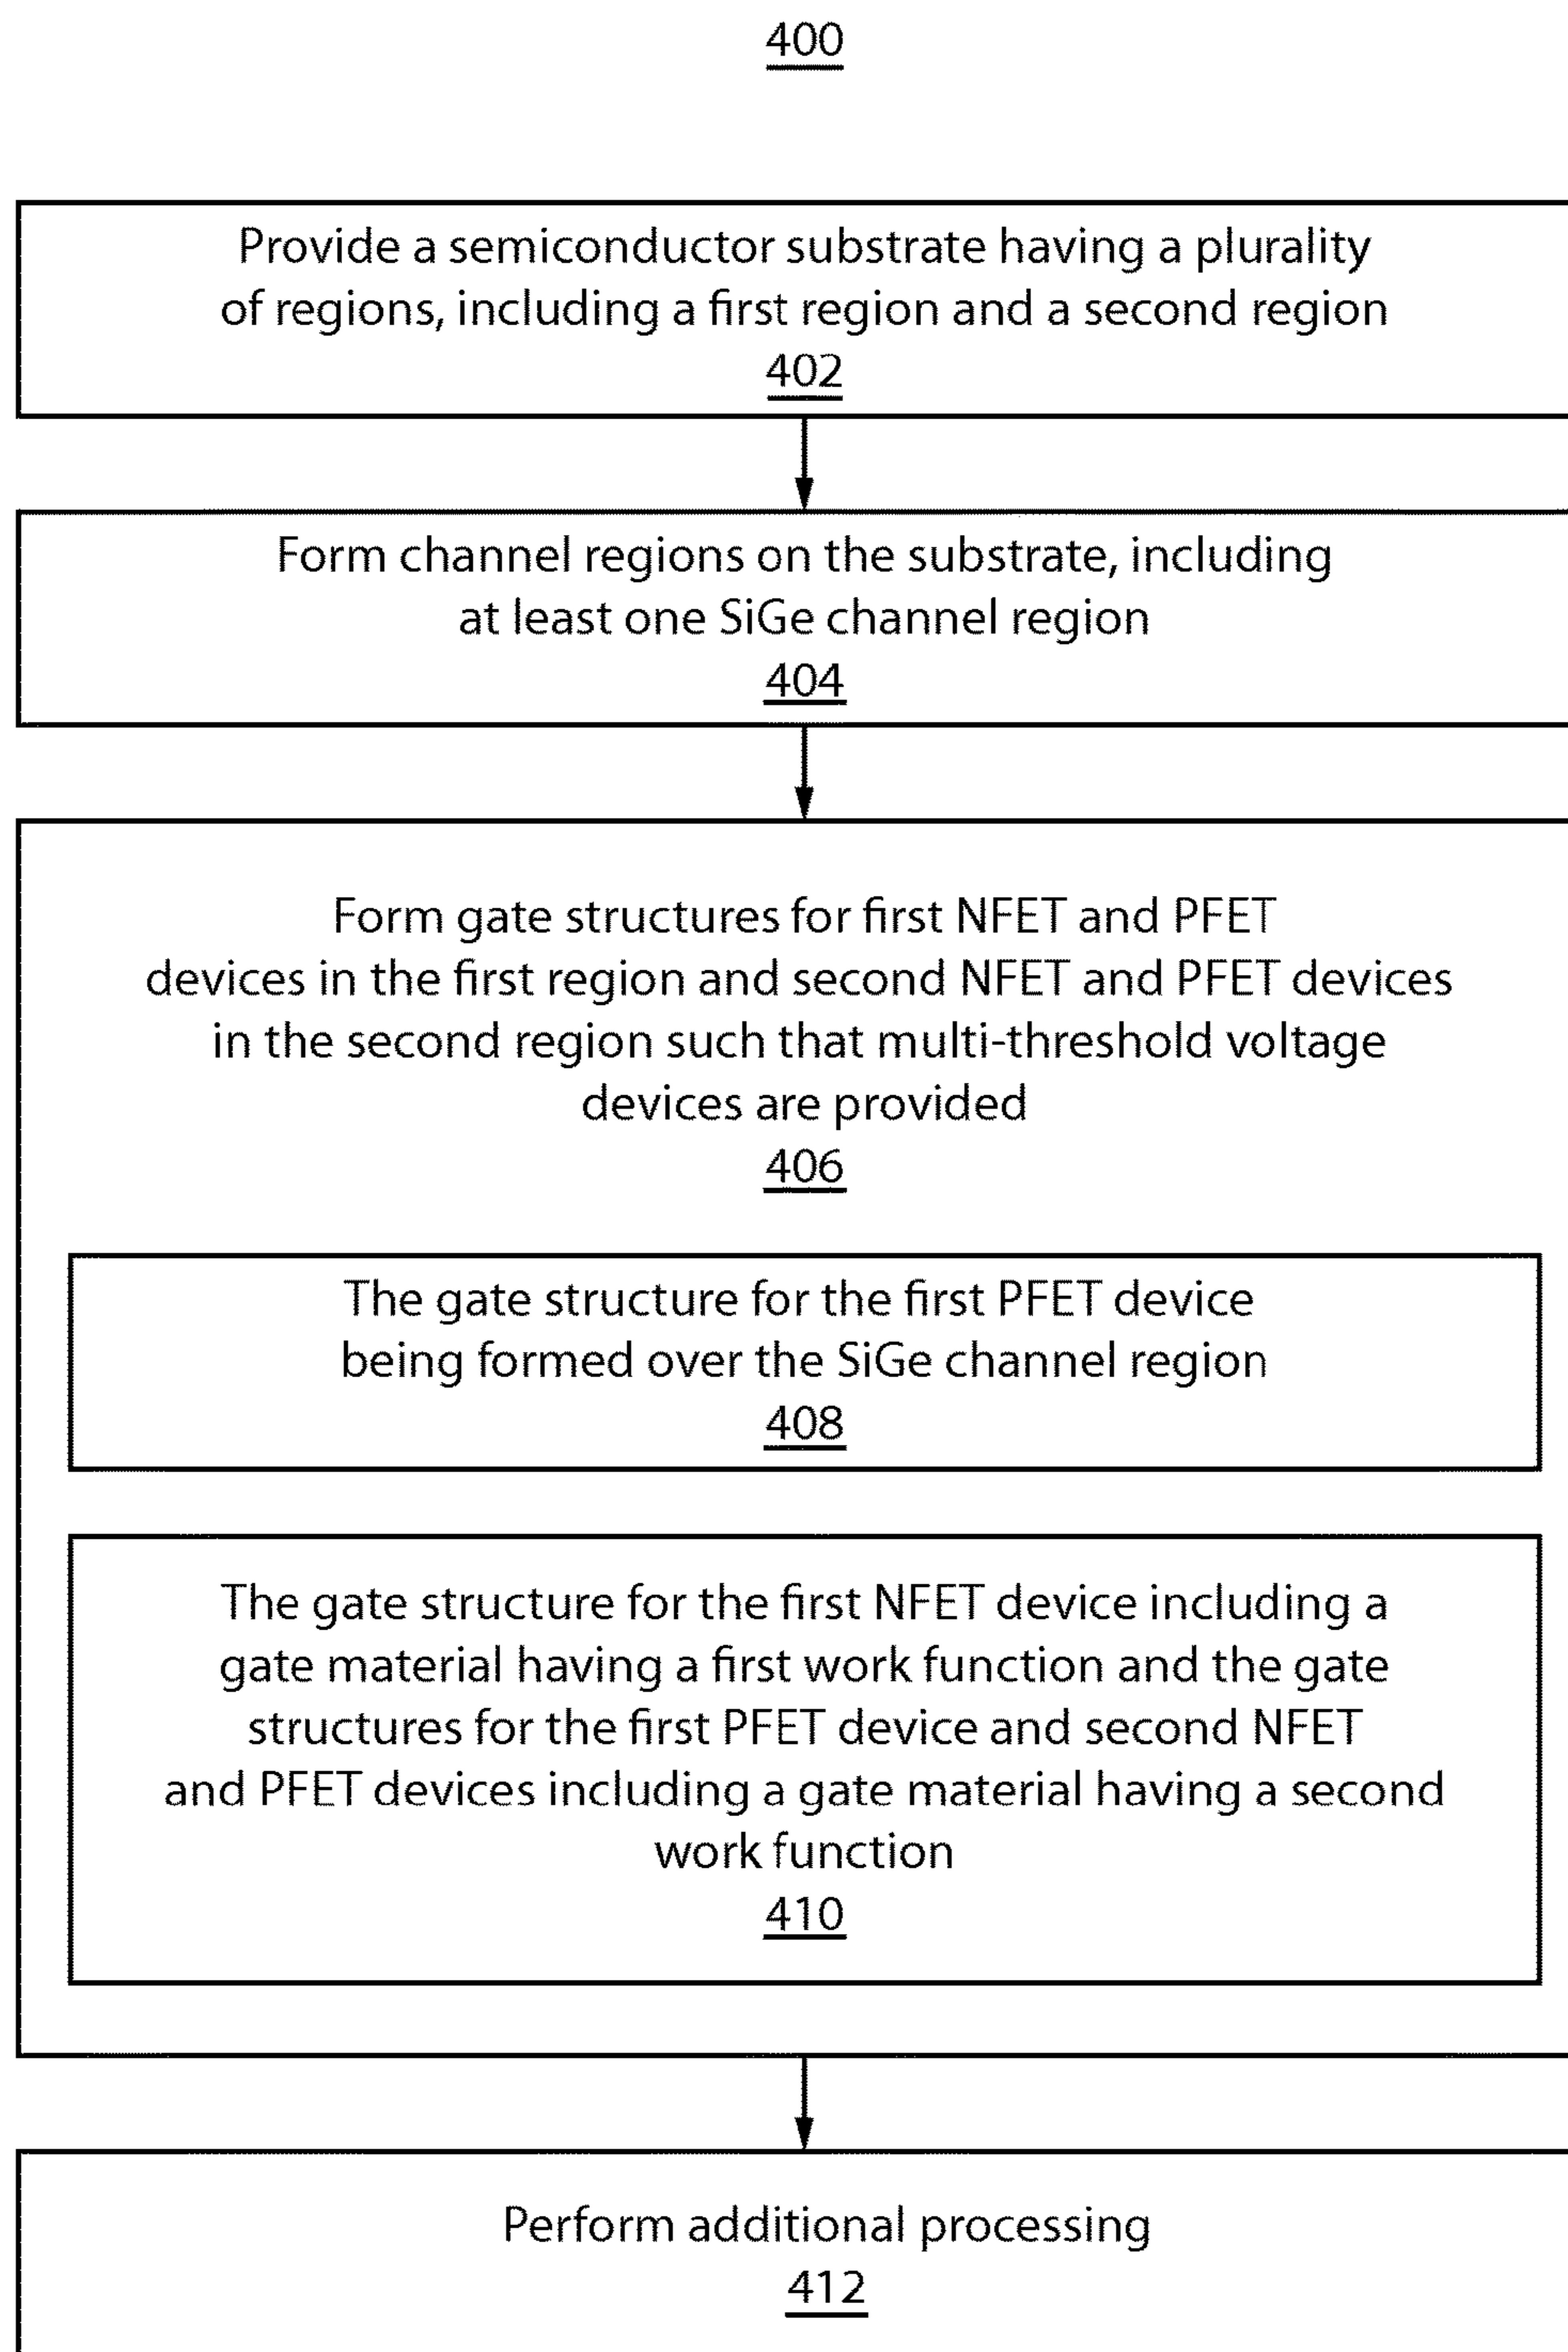 400
Provide a semiconductor substrate having a plurality
of regions, including a first region and a second region
402
Form channel regions on the substrate, including
at least one SiGe channel region
404
Form gate structures for first NFET and PFET
devices in the first region and second NFET and PFET devices
in the second region such that multi-threshold voltage
devices are provided
406
The gate structure for the first PFET device
being formed over the SiGe channel region
408
The gate structure for the first NFET device including a
gate material having a first work function and the gate
structures for the first PFET device and second NFET
and PFET devices including a gate material having a second
work function
410
Perform additional processing
412